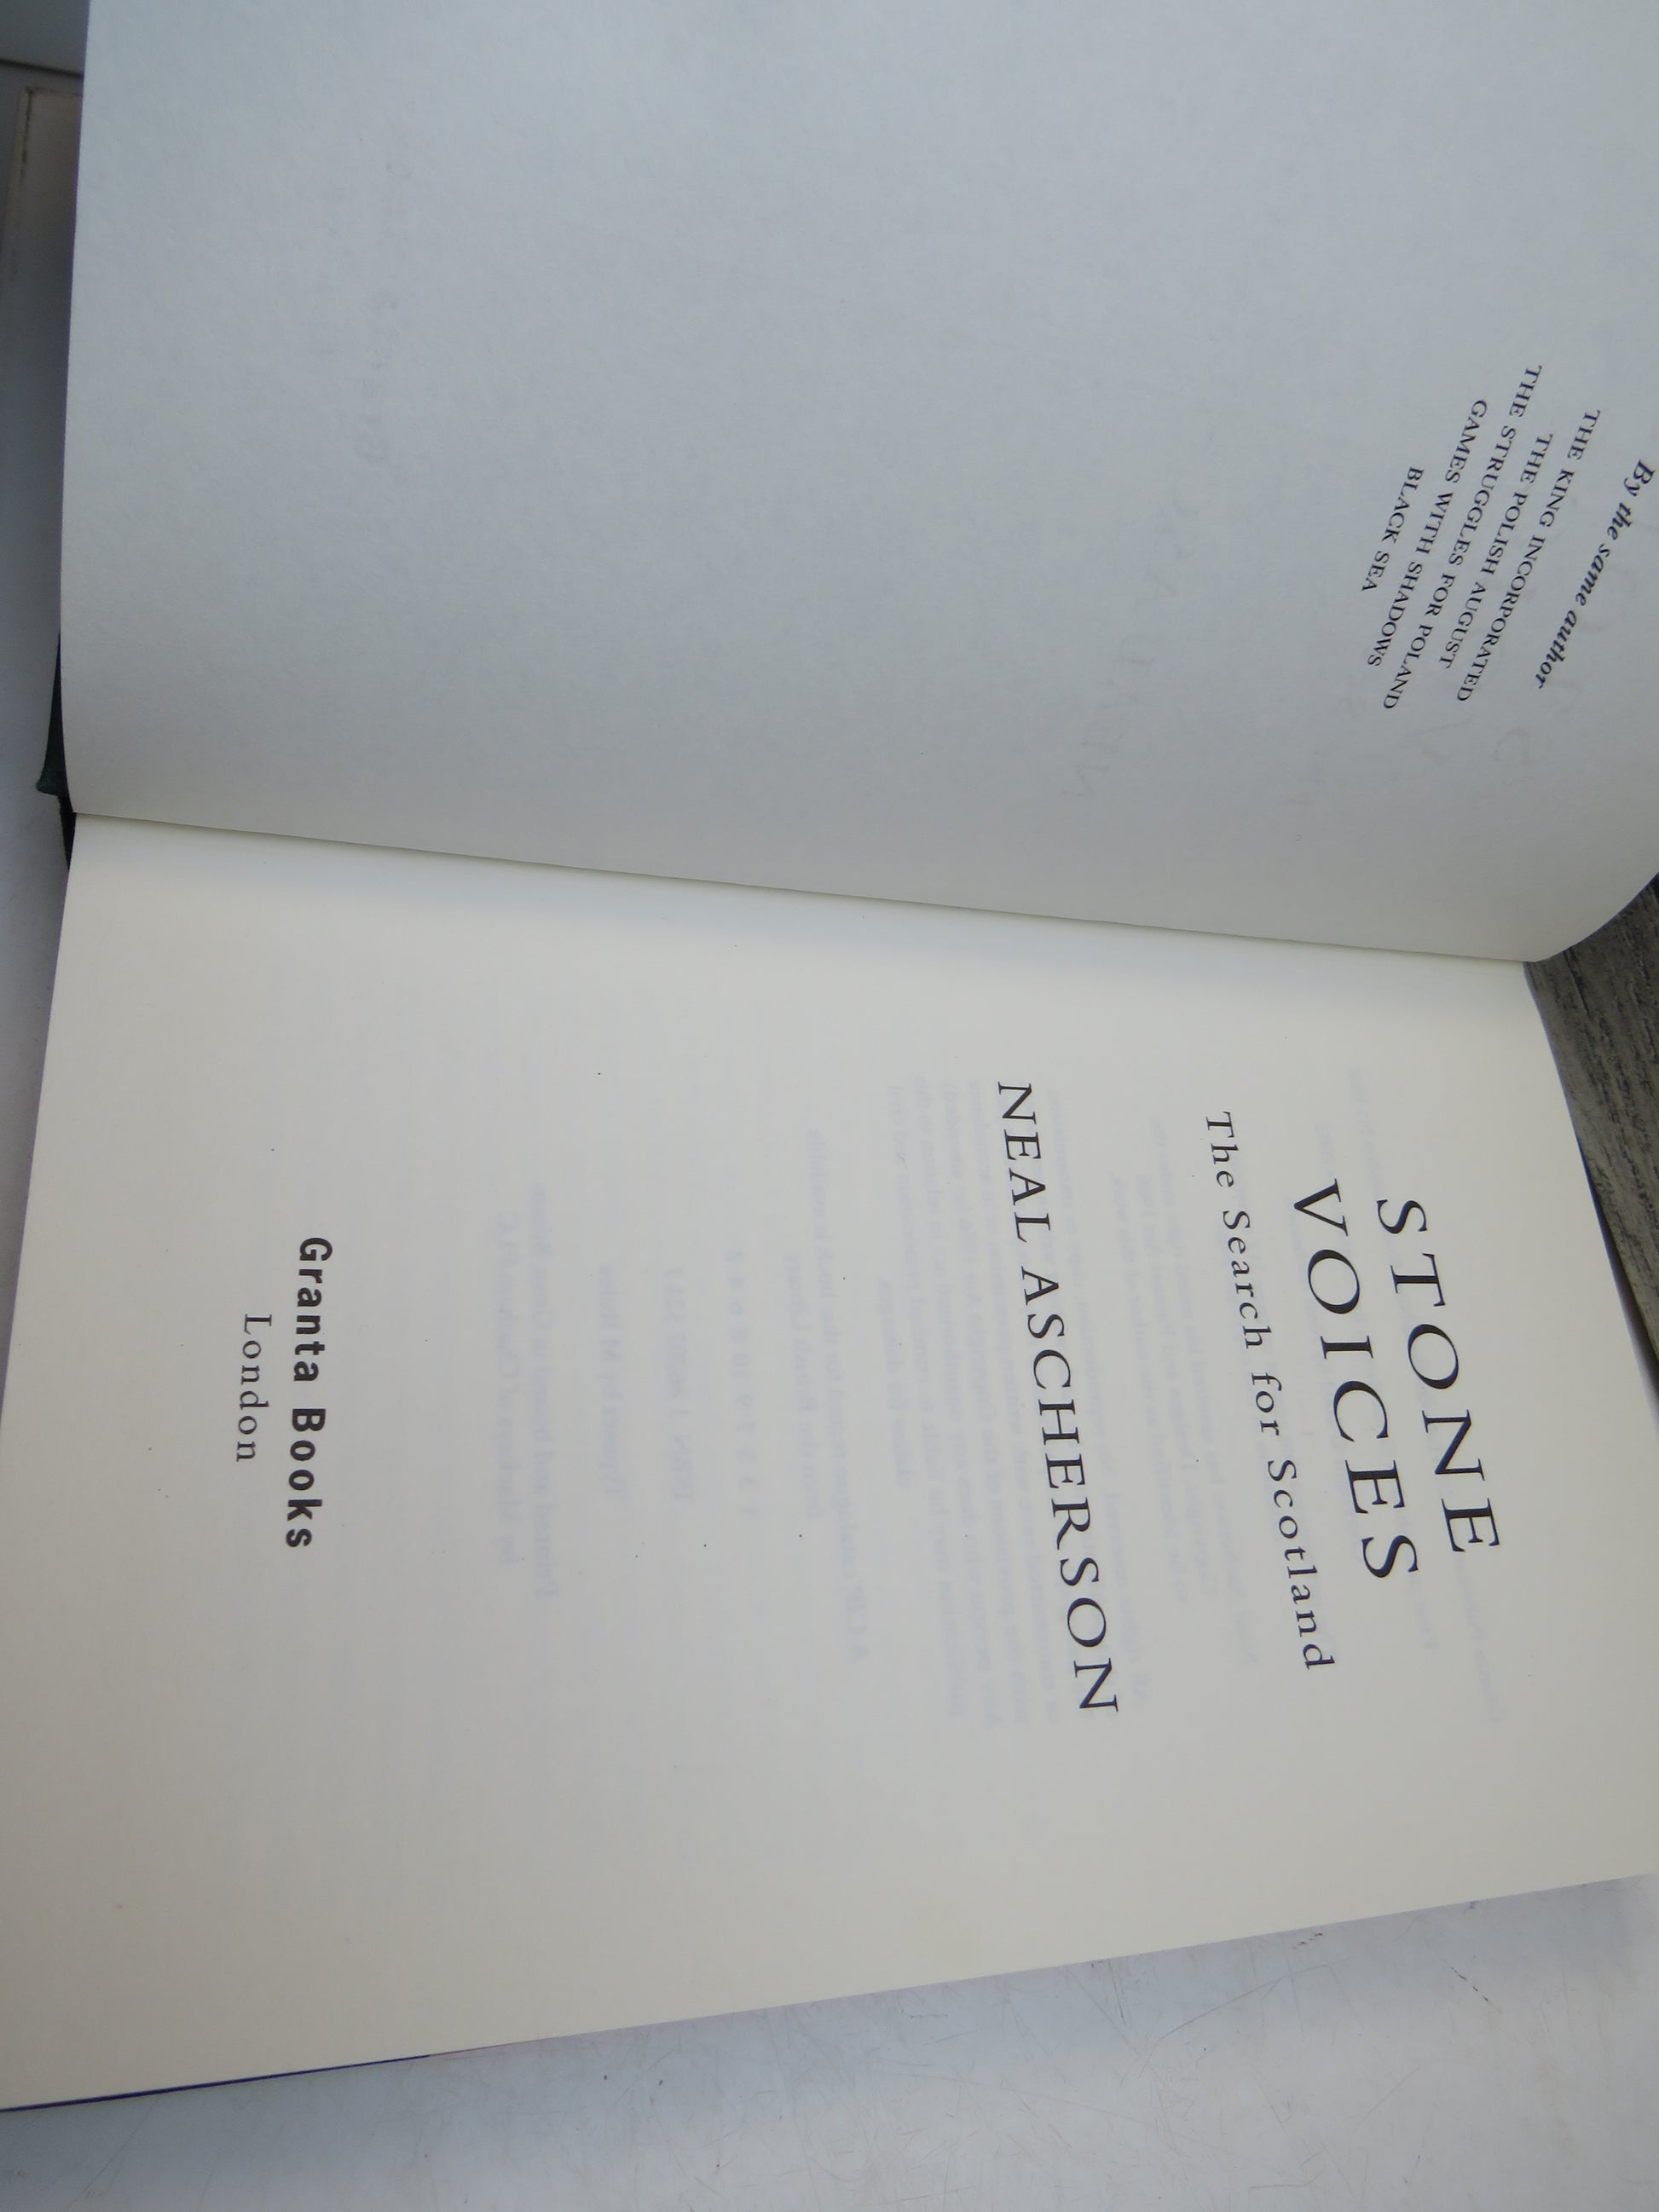 By the same author
THE KING INCORPORATED
THE POLISH AUGUST
THE STRUGGLES FOR POLAND
GAMES WITH SHADOWS
BLACK SEA
STONE
VOICES
The Search for Scotland
NEAL ASCHERSON
Granta Books
London